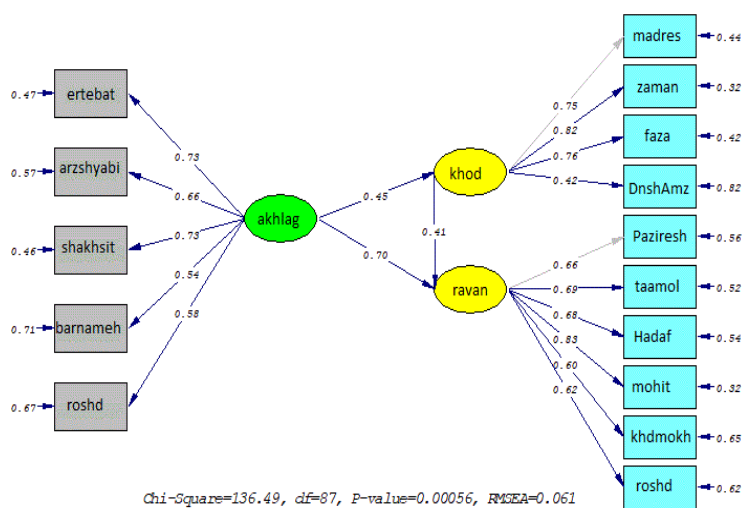 madres
0.44
ertebat
0.47
zaman
0.32
0.75
0.82
faza
0.42
0.76
0.73
arzshyabi
0.57
0.66
khod
0.42
DnshAmz
0.82
0.45
akhlag
0.73
shakhsit
0.46
0.41
Paziresh
0.56
0.70
0.66
0.54
ravan
0.69
taamol
0.52
0.68
barnameh
0.71
0.58
Hadaf
0.54
0.83
0.60
mohit
0.32
0.62
roshd
0.67
khdmokh
0.65
roshd
0.62
Chi-Square=136.49, df=87, P-value=0.00056, RMSEA=0.061